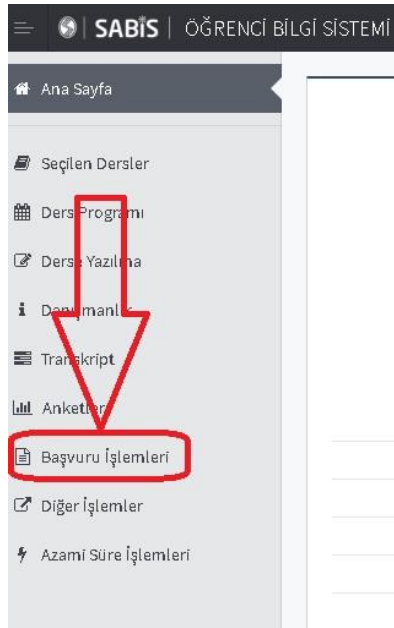 SABİS | ÖĞRENCİ BİLGİ SİSTEMİ
Ana Sayfa
Seçilen Dersler
Ders Programı
Derse Yazılma
Danışmanlar
Transkript
Anketler
Başvuru İşlemleri
Diğer İşlemler
Azami Süre İşlemleri